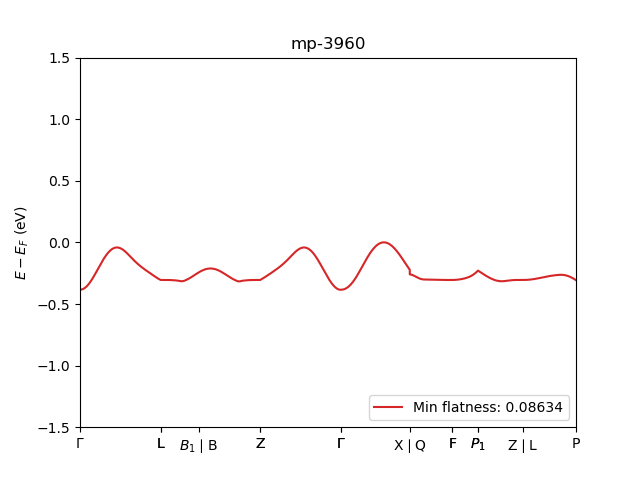 mp-3960
E − E_F (eV)
1.5
1.0
0.5
0.0
−0.5
−1.0
−1.5
Min flatness: 0.08634
Γ L B₁ | B Z Γ X | Q F P₁ Z | L P